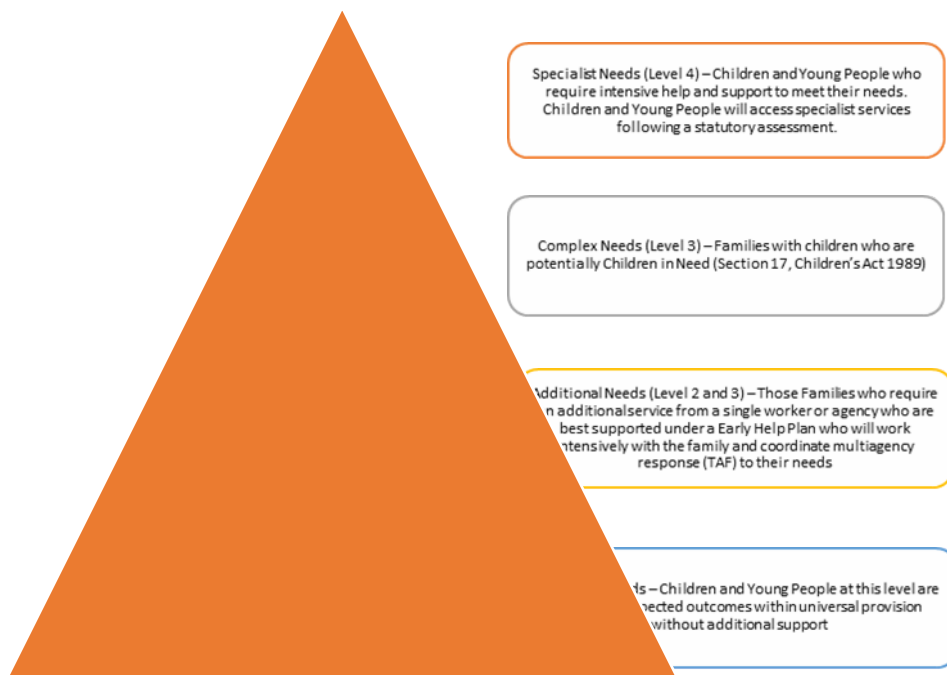 Specialist Needs (Level 4) – Children and Young People who
require intensive help and support to meet their needs.
Children and Young People will access specialist services
following a statutory assessment.
Complex Needs (Level 3) – Families with children who are
potentially Children in Need (Section 17, Children's Act 1989)
Additional Needs (Level 2 and 3) – Those Families who require
additional service from a single worker or agency who are
best supported under a Early Help Plan who will work
intensively with the family and coordinate multiagency
response (TAF) to their needs
– Children and Young People at this level are
outcomes within universal provision
without additional support